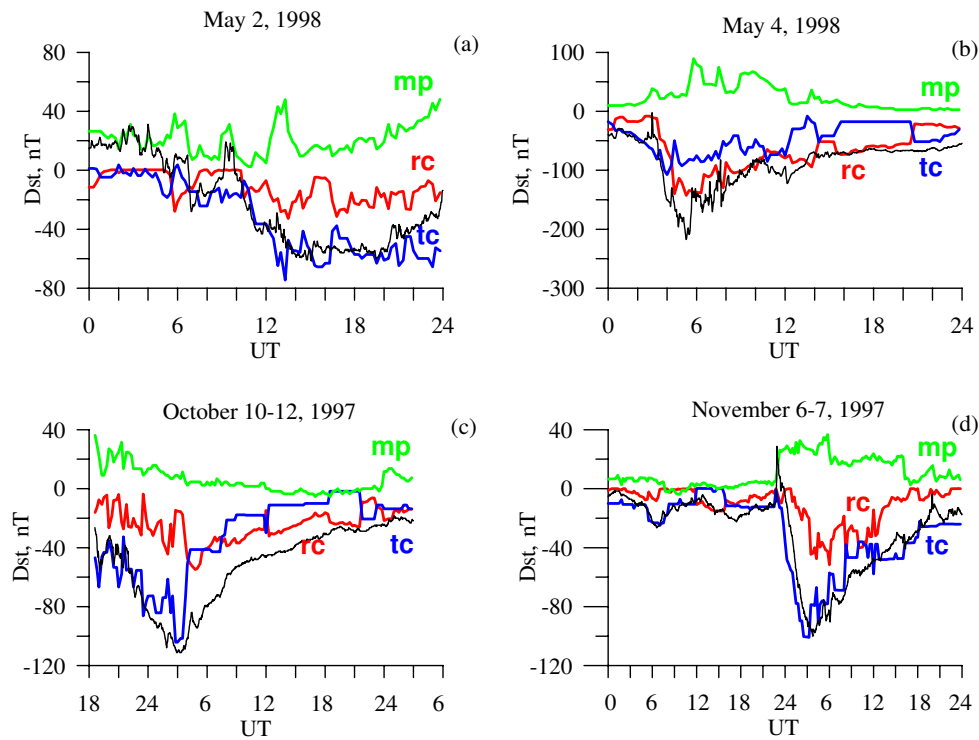 May 2, 1998
(a)
80
40
0
-40
-80
Dst, nT
mp
rc
tc
0 6 12 18 24
UT
May 4, 1998
(b)
100
0
-100
-200
-300
Dst, nT
mp
rc
tc
0 6 12 18 24
UT
October 10-12, 1997
(c)
40
0
-40
-80
-120
Dst, nT
mp
rc
tc
18 24 6 12 18 24 6
UT
November 6-7, 1997
(d)
40
0
-40
-80
-120
Dst, nT
mp
rc
tc
0 6 12 18 24 6 12 18 24
UT